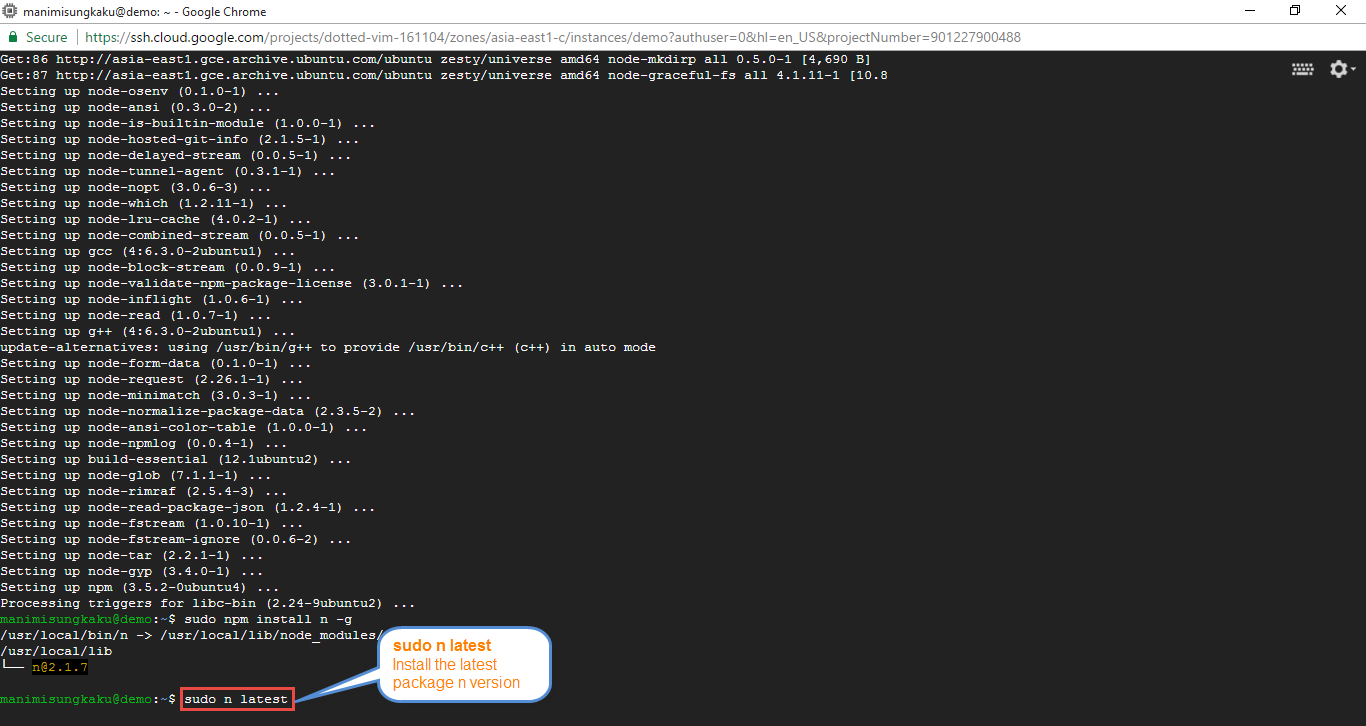 manimisungkaku@demo: ~ - Google Chrome
Secure https://ssh.cloud.google.com/projects/dotted-vim-161104/zones/asia-east1-c/instances/demo?authuser=0&hl=en_US&projectNumber=901227900488
Get:86 http://asia-east1.gce.archive.ubuntu.com/ubuntu zesty/universe amd64 node-mkdirp all 0.5.0-1 [4,690 B]
Get:87 http://asia-east1.gce.archive.ubuntu.com/ubuntu zesty/universe amd64 node-graceful-fs all 4.1.11-1 [10.8
Setting up node-osenv (0.1.0-1) ...
Setting up node-ansi (0.3.0-2) ...
Setting up node-is-builtin-module (1.0.0-1) ...
Setting up node-hosted-git-info (2.1.5-1) ...
Setting up node-delayed-stream (0.0.5-1) ...
Setting up node-tunnel-agent (0.3.1-1) ...
Setting up node-nopt (3.0.6-3) ...
Setting up node-which (1.2.11-1) ...
Setting up node-lru-cache (4.0.2-1) ...
Setting up node-combined-stream (0.0.5-1) ...
Setting up gcc (4:6.3.0-2ubuntu1) ...
Setting up node-block-stream (0.0.9-1) ...
Setting up node-validate-npm-package-license (3.0.1-1) ...
Setting up node-inflight (1.0.6-1) ...
Setting up node-read (1.0.7-1) ...
Setting up g++ (4:6.3.0-2ubuntu1) ...
update-alternatives: using /usr/bin/g++ to provide /usr/bin/c++ (c++) in auto mode
Setting up node-form-data (0.1.0-1) ...
Setting up node-request (2.26.1-1) ...
Setting up node-minimatch (3.0.3-1) ...
Setting up node-normalize-package-data (2.3.5-2) ...
Setting up node-ansi-color-table (1.0.0-1) ...
Setting up node-npmlog (0.0.4-1) ...
Setting up build-essential (12.1ubuntu2) ...
Setting up node-glob (7.1.1-1) ...
Setting up node-rimraf (2.5.4-3) ...
Setting up node-read-package-json (1.2.4-1) ...
Setting up node-fstream (1.0.10-1) ...
Setting up node-fstream-ignore (0.0.6-2) ...
Setting up node-tar (2.2.1-1) ...
Setting up node-gyp (3.4.0-1) ...
Setting up npm (3.5.2-0ubuntu4) ...
Processing triggers for libc-bin (2.24-9ubuntu2) ...
manimisungkaku@demo:~$ sudo npm install n -g
/usr/local/bin/n -> /usr/local/lib/node_modules/
/usr/local/lib
└── n@2.1.7
manimisungkaku@demo:~$ sudo n latest
sudo n latest
Install the latest
package n version